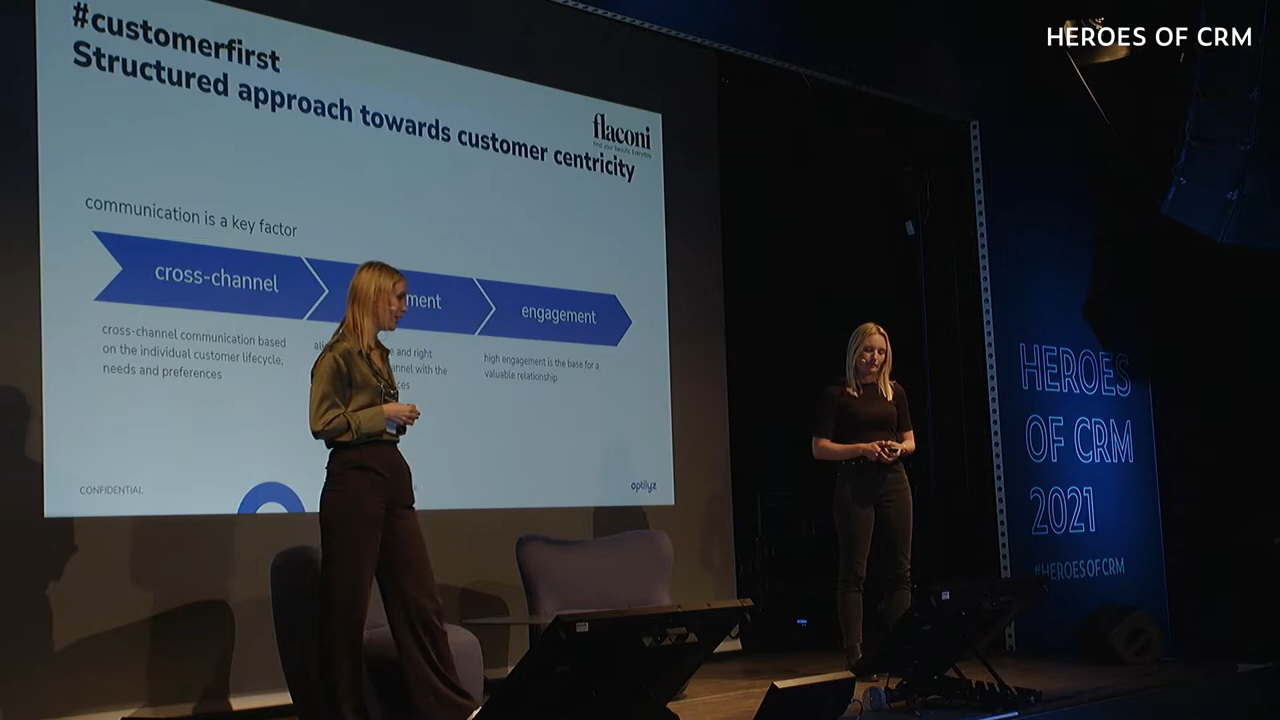 HEROES OF CRM
#customerfirst
Structured approach towards customer centricity
flaconi
find your beauty everyday
communication is a key factor
cross-channel
ment
engagement
cross-channel communication based
on the individual customer lifecycle,
needs and preferences
e and right
annel with the
ces
high engagement is the base for a
valuable relationship
CONFIDENTIAL
optilyz
HEROES
OF CRM
2021
#HEROESOFCRM